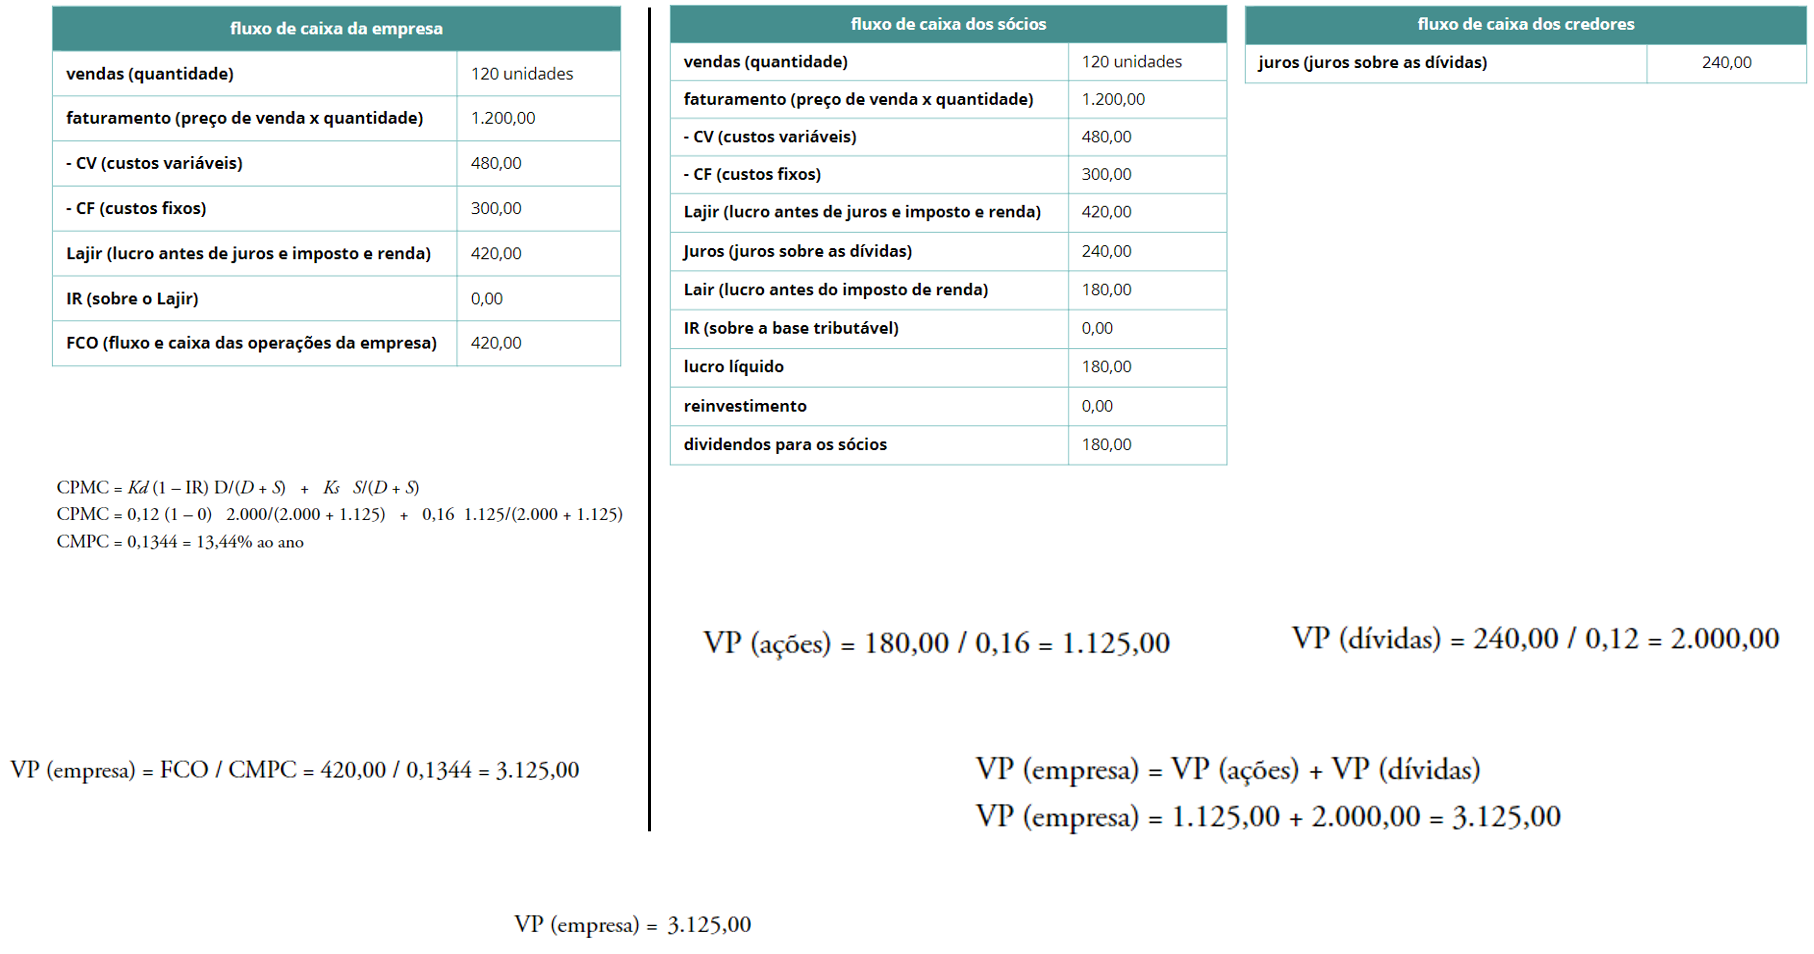 fluxo de caixa da empresa
vendas (quantidade) 120 unidades
faturamento (preço de venda x quantidade) 1.200,00
- CV (custos variáveis) 480,00
- CF (custos fixos) 300,00
Lajir (lucro antes de juros e imposto e renda) 420,00
IR (sobre o Lajir) 0,00
FCO (fluxo e caixa das operações da empresa) 420,00
CPMC = Kd (1 – IR) D/(D + S) + Ks S/(D + S)
CPMC = 0,12 (1 – 0) 2.000/(2.000 + 1.125) + 0,16 1.125/(2.000 + 1.125)
CMPC = 0,1344 = 13,44% ao ano
VP (empresa) = FCO / CMPC = 420,00 / 0,1344 = 3.125,00
fluxo de caixa dos sócios
vendas (quantidade) 120 unidades
faturamento (preço de venda x quantidade) 1.200,00
- CV (custos variáveis) 480,00
- CF (custos fixos) 300,00
Lajir (lucro antes de juros e imposto e renda) 420,00
Juros (juros sobre as dívidas) 240,00
Lair (lucro antes do imposto de renda) 180,00
IR (sobre a base tributável) 0,00
lucro líquido 180,00
reinvestimento 0,00
dividendos para os sócios 180,00
VP (ações) = 180,00 / 0,16 = 1.125,00
fluxo de caixa dos credores
juros (juros sobre as dívidas) 240,00
VP (dívidas) = 240,00 / 0,12 = 2.000,00
VP (empresa) = VP (ações) + VP (dívidas)
VP (empresa) = 1.125,00 + 2.000,00 = 3.125,00
VP (empresa) = 3.125,00